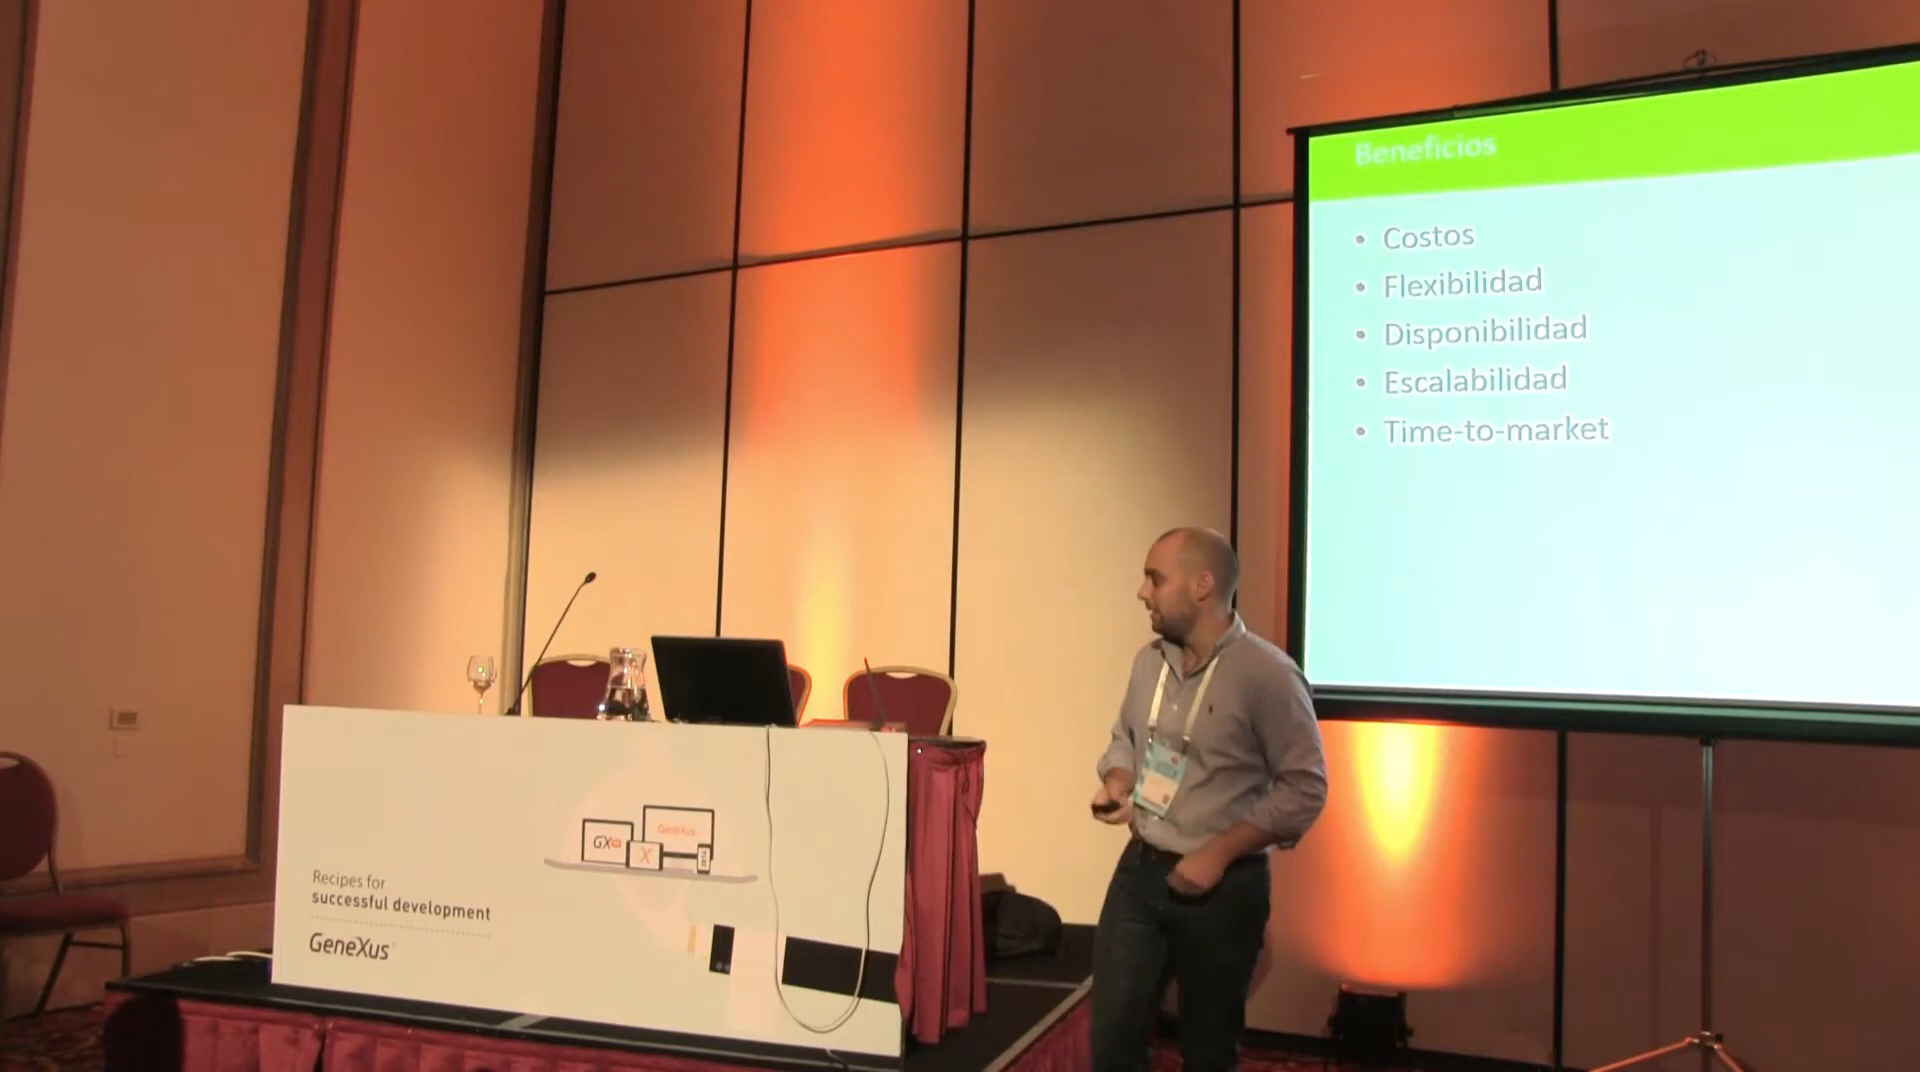 Beneficios
• Costos
• Flexibilidad
• Disponibilidad
• Escalabilidad
• Time-to-market
GeneXus
GX
X
Recipes for
successful development
GeneXus